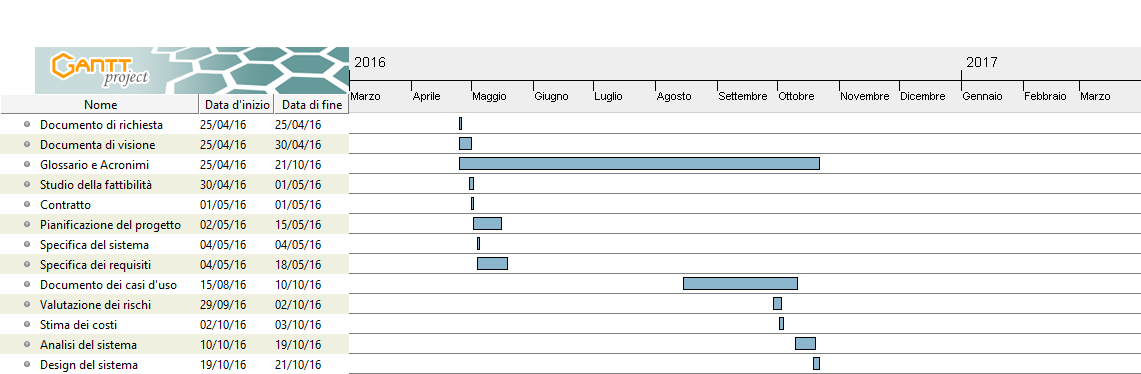 GANTT
project
2016 2017
Nome Data d'inizio Data di fine Marzo Aprile Maggio Giugno Luglio Agosto Settembre Ottobre Novembre Dicembre Gennaio Febbraio Marzo
Documento di richiesta 25/04/16 25/04/16
Documenta di visione 25/04/16 30/04/16
Glossario e Acronimi 25/04/16 21/10/16
Studio della fattibilità 30/04/16 01/05/16
Contratto 01/05/16 01/05/16
Pianificazione del progetto 02/05/16 15/05/16
Specifica del sistema 04/05/16 04/05/16
Specifica dei requisiti 04/05/16 18/05/16
Documento dei casi d'uso 15/08/16 10/10/16
Valutazione dei rischi 29/09/16 02/10/16
Stima dei costi 02/10/16 03/10/16
Analisi del sistema 10/10/16 19/10/16
Design del sistema 19/10/16 21/10/16